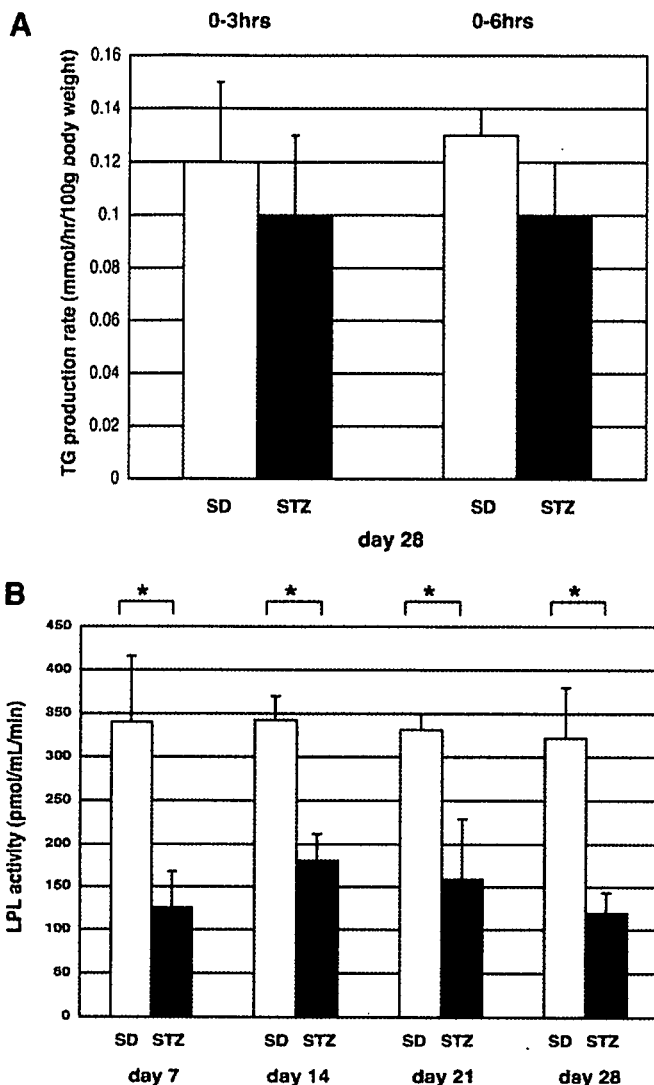 A
0-3hrs 0-6hrs
TG production rate (mmol/hr/100g body weight)
0.16
0.14
0.12
0.1
0.08
0.06
0.04
0.02
0
SD STZ SD STZ
day 28
B
* * * *
LPL activity (pmol/mL/min)
450
400
350
300
250
200
150
100
50
0
SD STZ SD STZ SD STZ SD STZ
day 7 day 14 day 21 day 28